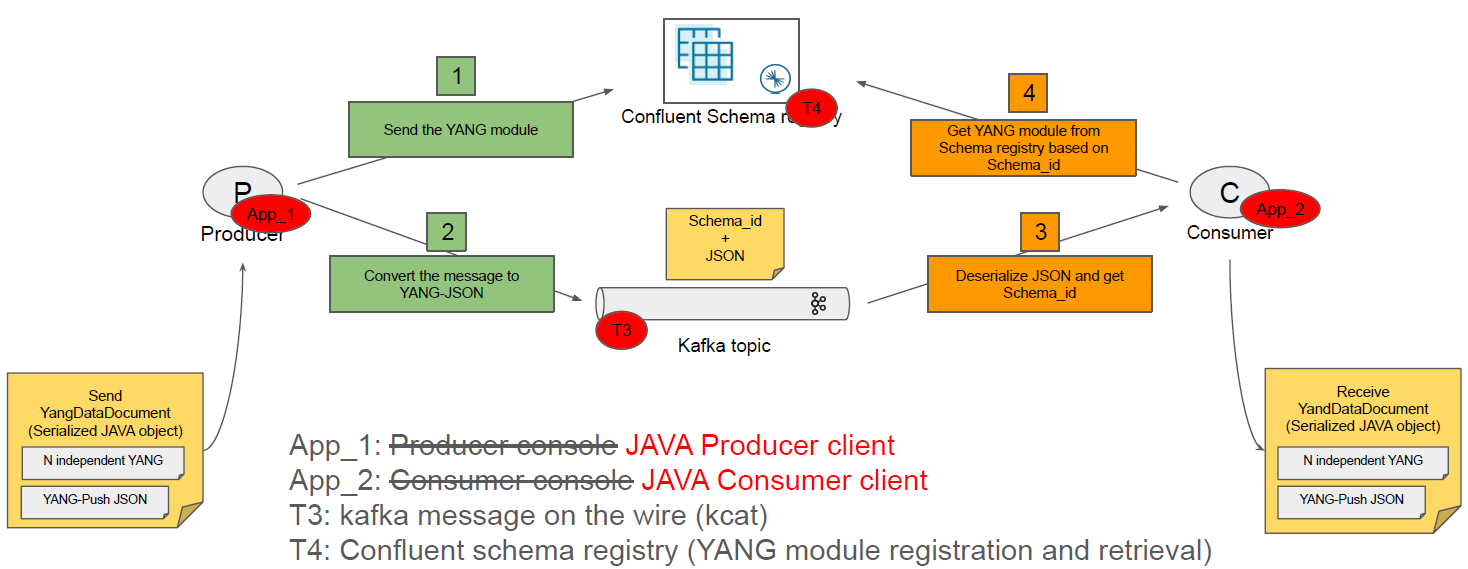 1
Send the YANG module
T4
Confluent Schema registry
4
Get YANG module from
Schema registry based on
Schema_id
P
App_1
Producer
C
App_2
Consumer
2
Convert the message to
YANG-JSON
Schema_id
+
JSON
3
Deserialize JSON and get
Schema_id
T3
Kafka topic
Send
YangDataDocument
(Serialized JAVA object)
N independent YANG
YANG-Push JSON
Receive
YandDataDocument
(Serialized JAVA object)
N independent YANG
YANG-Push JSON
App_1: Producer console JAVA Producer client
App_2: Consumer console JAVA Consumer client
T3: kafka message on the wire (kcat)
T4: Confluent schema registry (YANG module registration and retrieval)